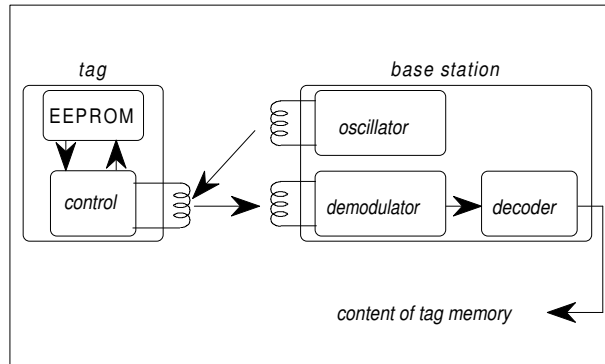 tag
base station
EEPROM
oscillator
control
demodulator
decoder
content of tag memory